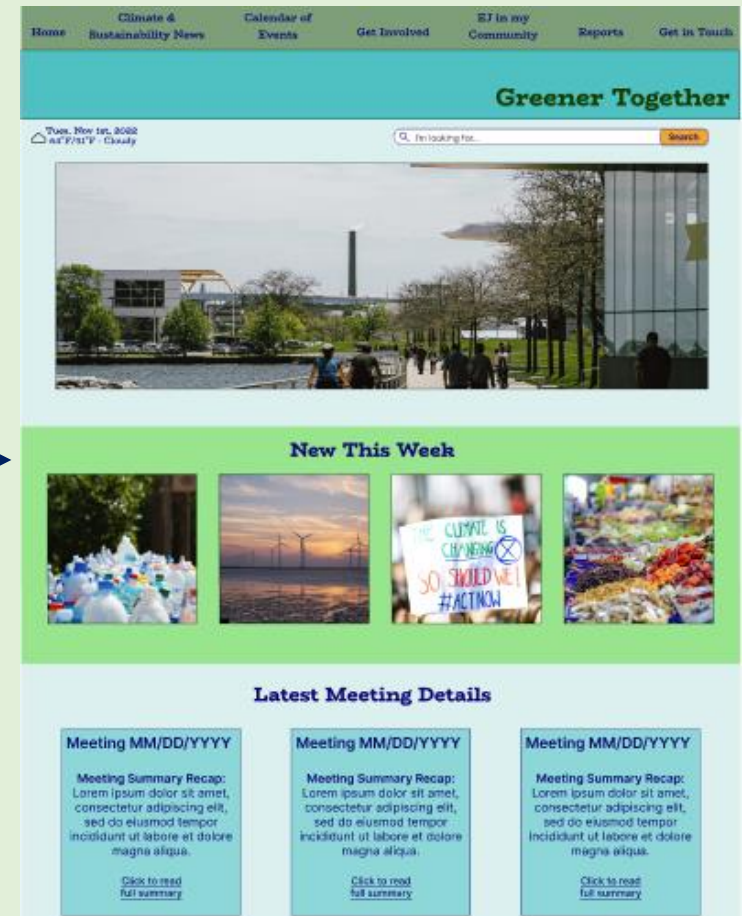 Home
Climate &
Sustainability News
Calendar of
Events
Get Involved
EJ in my
Community
Reports
Get in Touch
Greener Together
Tues. Nov 1st, 2022
/51°F - Cloudy
I'm looking for...
Search
New This Week
THE CLIMATE IS
CHANGING
SO SHOULD WE!
#ACTNOW
Latest Meeting Details
Meeting MM/DD/YYYY
Meeting Summary Recap:
Lorem ipsum dolor sit amet,
consectetur adipiscing elit,
sed do eiusmod tempor
incididunt ut labore et dolore
magna aliqua.
Click to read
full summary
Meeting MM/DD/YYYY
Meeting Summary Recap:
Lorem ipsum dolor sit amet,
consectetur adipiscing elit,
sed do eiusmod tempor
incididunt ut labore et dolore
magna aliqua.
Click to read
full summary
Meeting MM/DD/YYYY
Meeting Summary Recap:
Lorem ipsum dolor sit amet,
consectetur adipiscing elit,
sed do eiusmod tempor
incididunt ut labore et dolore
magna aliqua.
Click to read
full summary